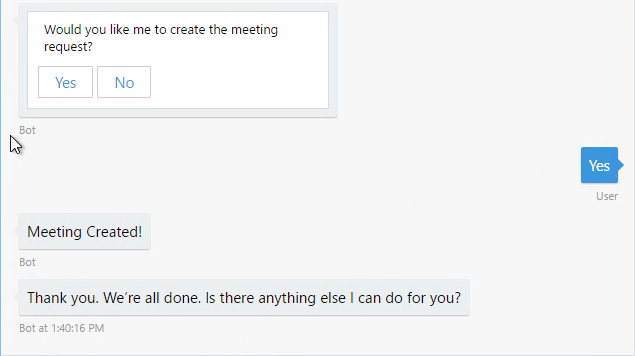 Would you like me to create the meeting
request?
Yes No
Bot
Yes
User
Meeting Created!
Bot
Thank you. We're all done. Is there anything else I can do for you?
Bot at 1:40:16 PM